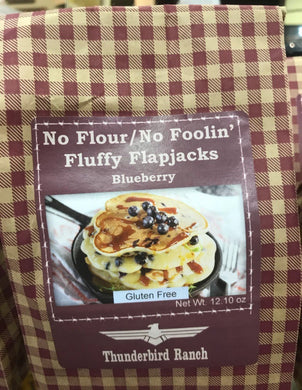 No Flour/No Foolin'
Fluffy Flapjacks
Blueberry
Gluten Free
Net Wt. 12.10 oz
Thunderbird Ranch